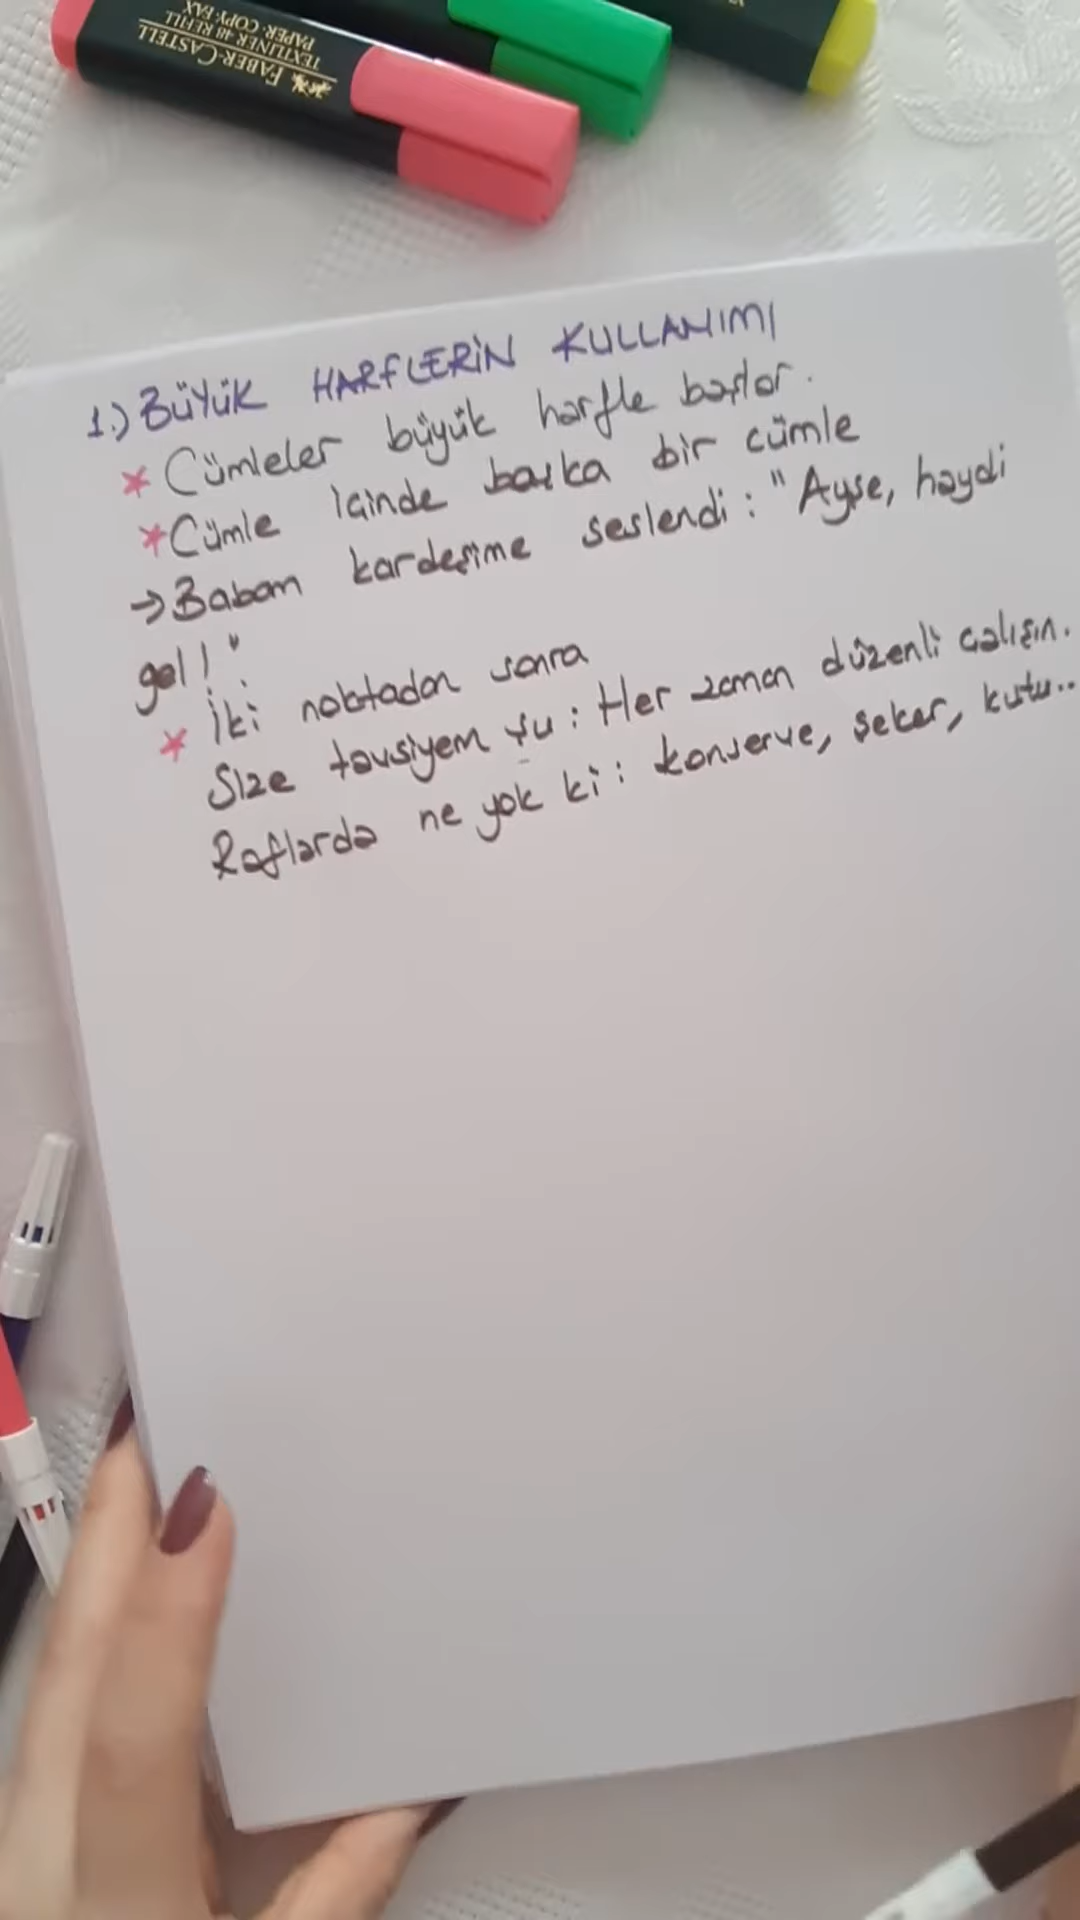 FABER-CASTELL
TEXTLINER 48 REFILL
PAPER·COPY·FAX
1.) BÜYÜK HARFLERİN KULLANIMI
* Cümleler büyük harfle başlar.
* Cümle içinde başka bir cümle
→ Babam kardeşime seslendi : "Ayşe, haydi
gel ! "
* İki noktadan sonra
Size tavsiyem şu : Her zaman düzenli çalışın.
Raflarda ne yok ki : konserve, şeker, kutu..